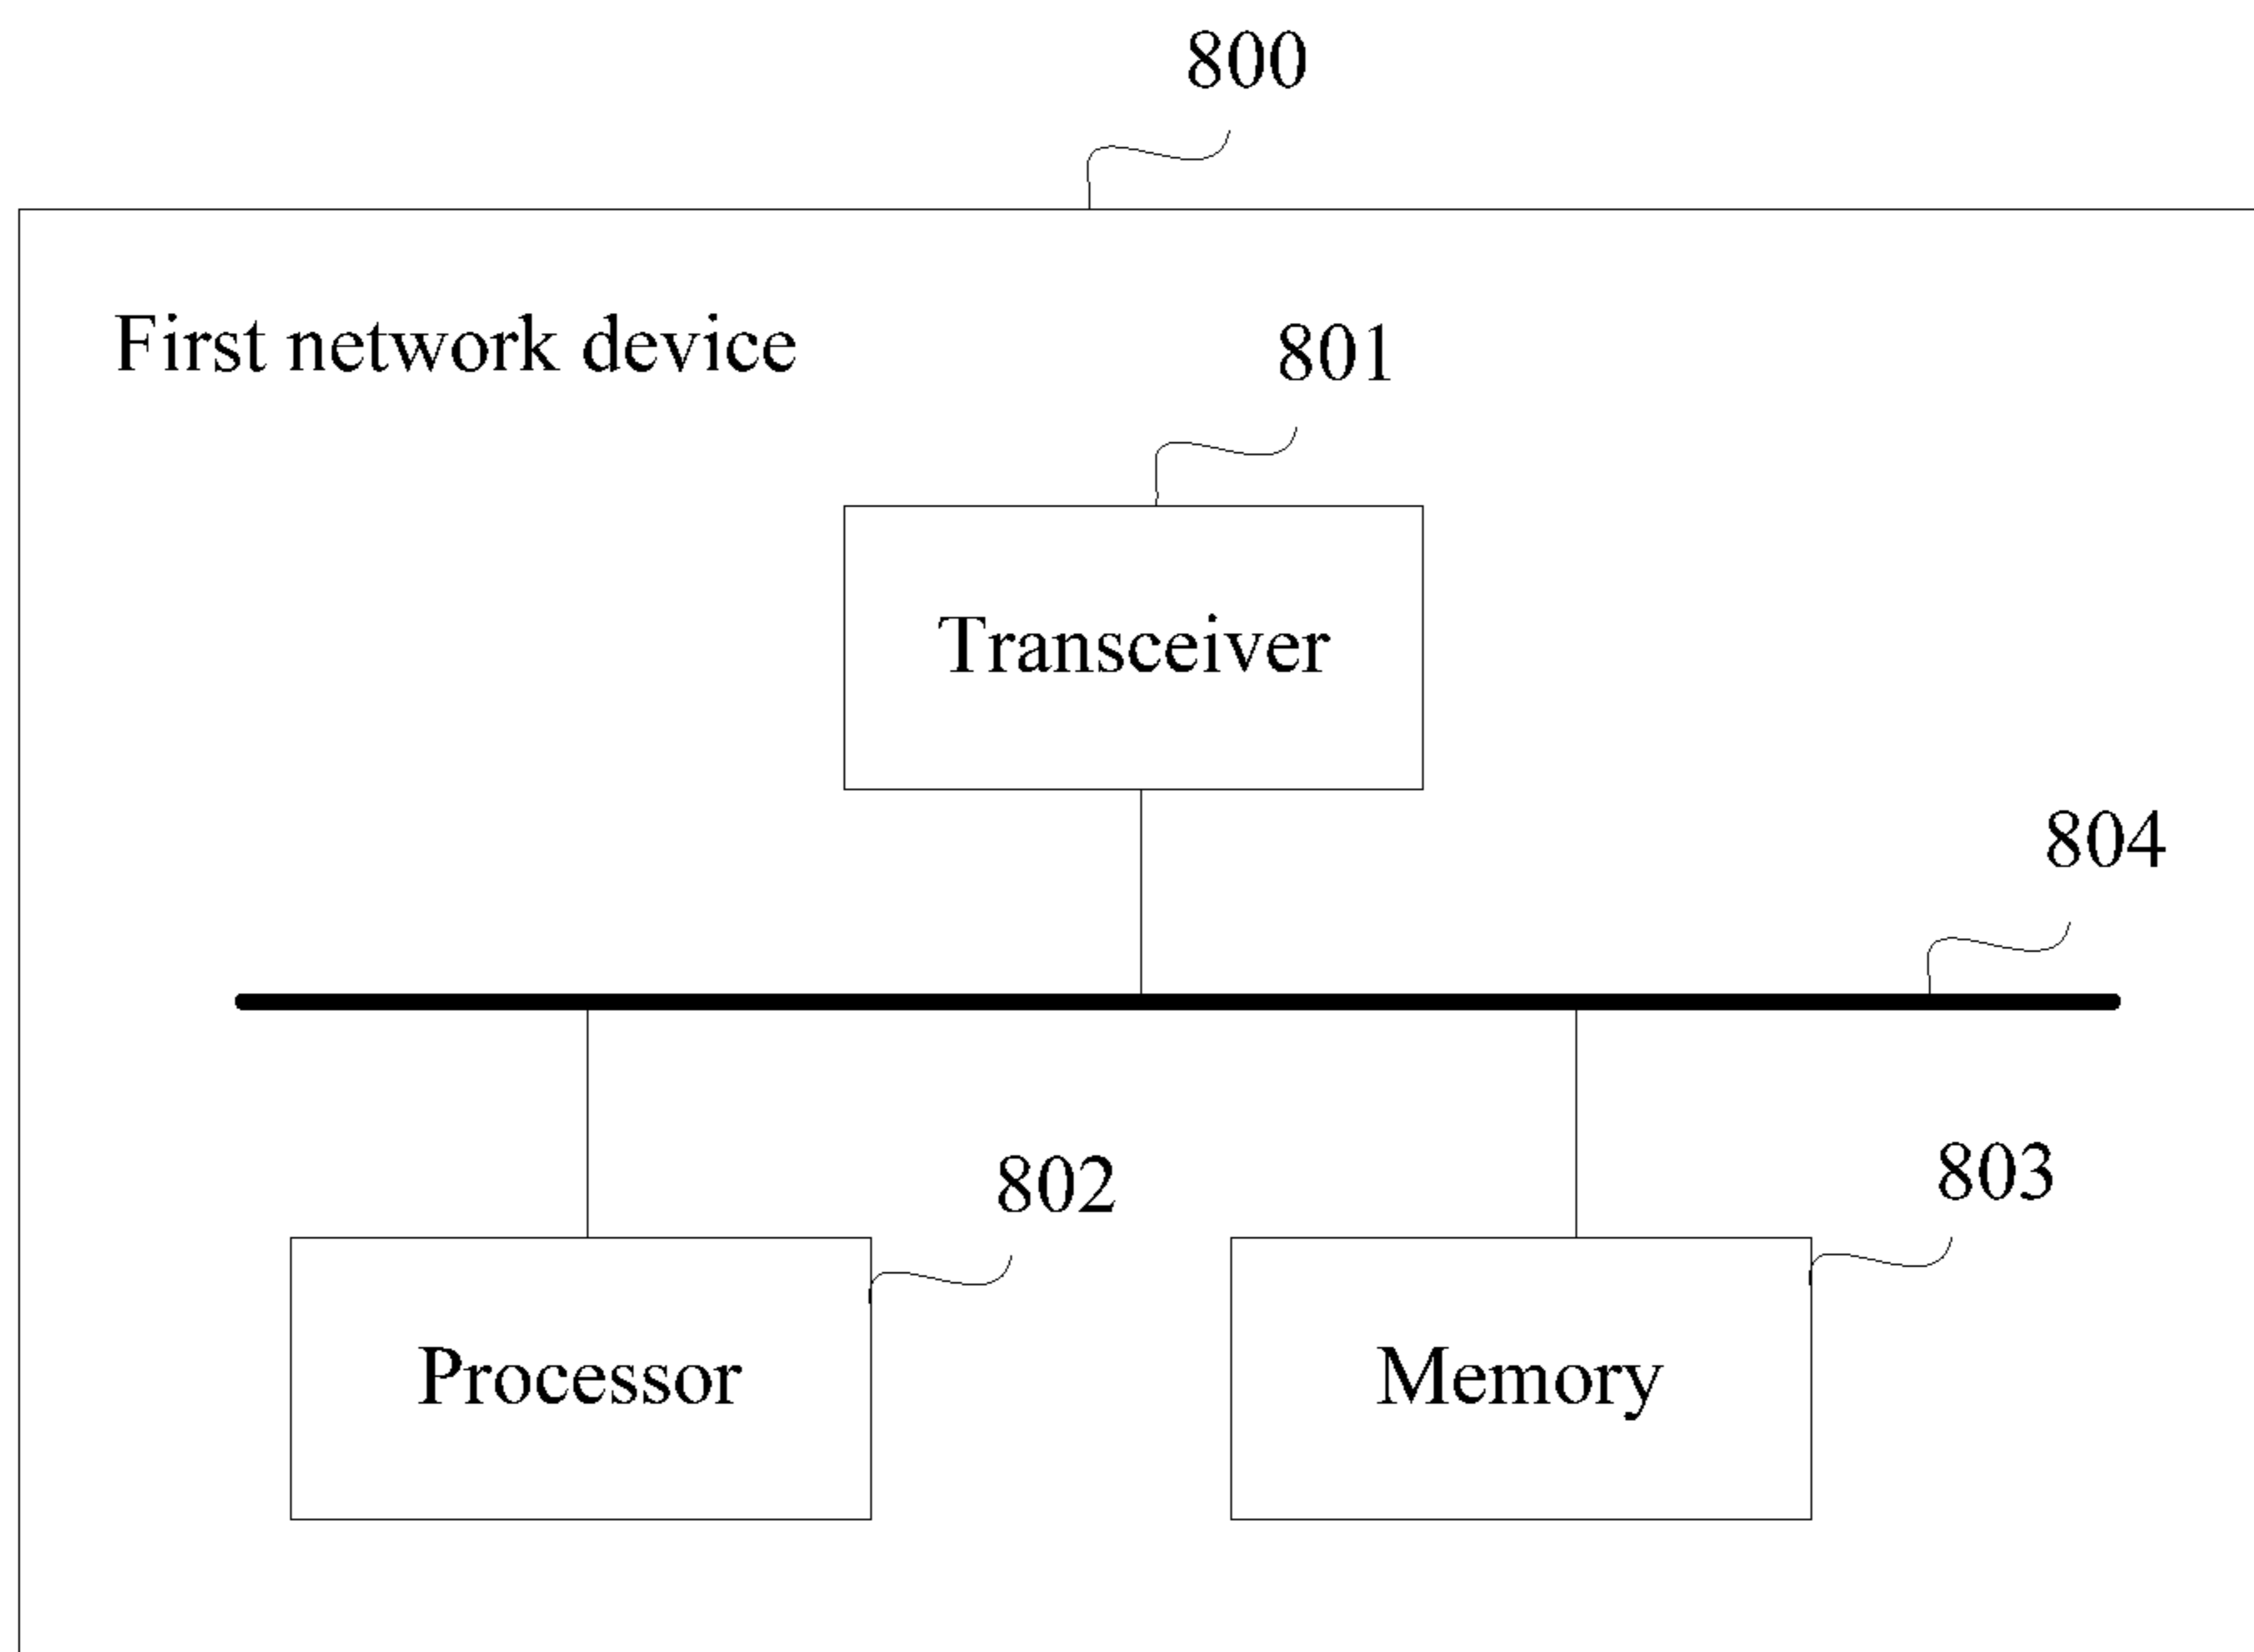 800
First network device
801
Transceiver
804
802
803
Processor
Memory